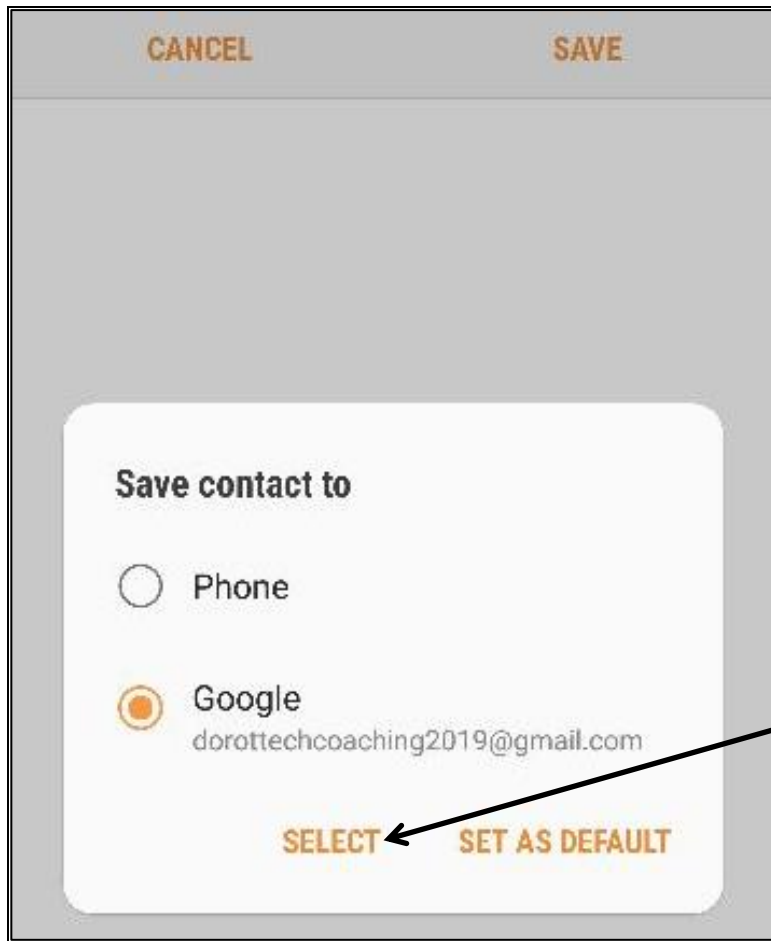 CANCEL SAVE
Save contact to
Phone
Google
dorottechcoaching2019@gmail.com
SELECT SET AS DEFAULT